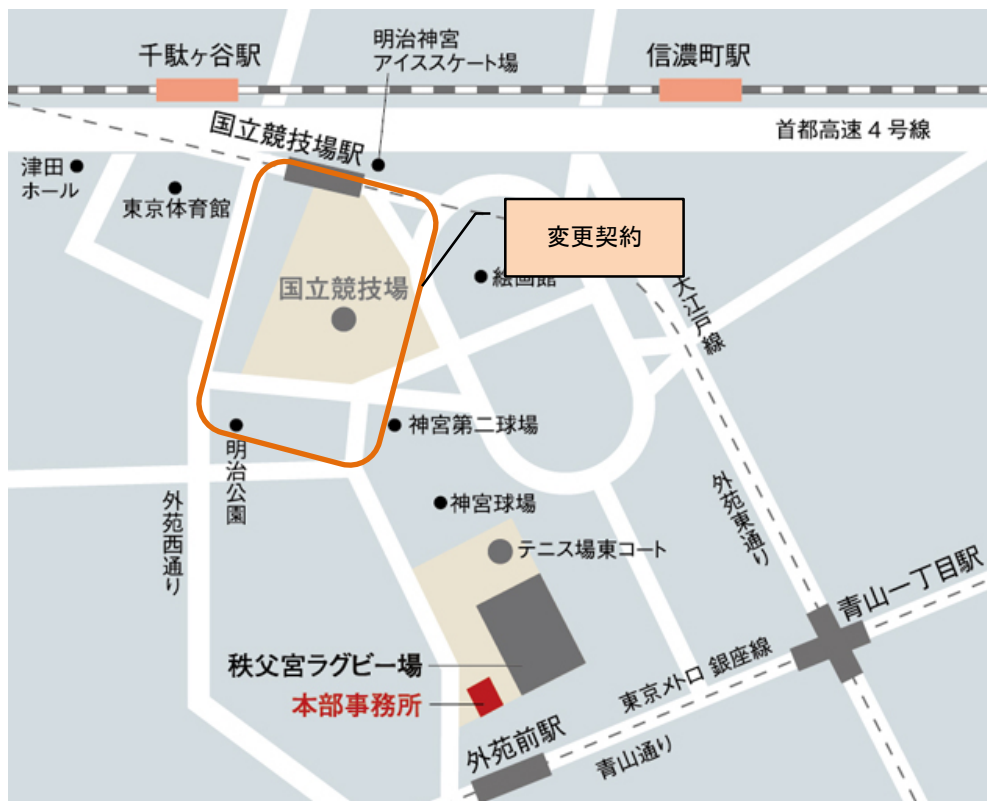 千駄ヶ谷駅
明治神宮
アイススケート場
信濃町駅
首都高速4号線
国立競技場駅
津田
ホール
東京体育館
変更契約
絵画館
大江戸線
国立競技場
神宮第二球場
明治公園
外苑西通り
神宮球場
外苑東通り
テニス場東コート
青山一丁目駅
秩父宮ラグビー場
本部事務所
東京メトロ 銀座線
外苑前駅
青山通り